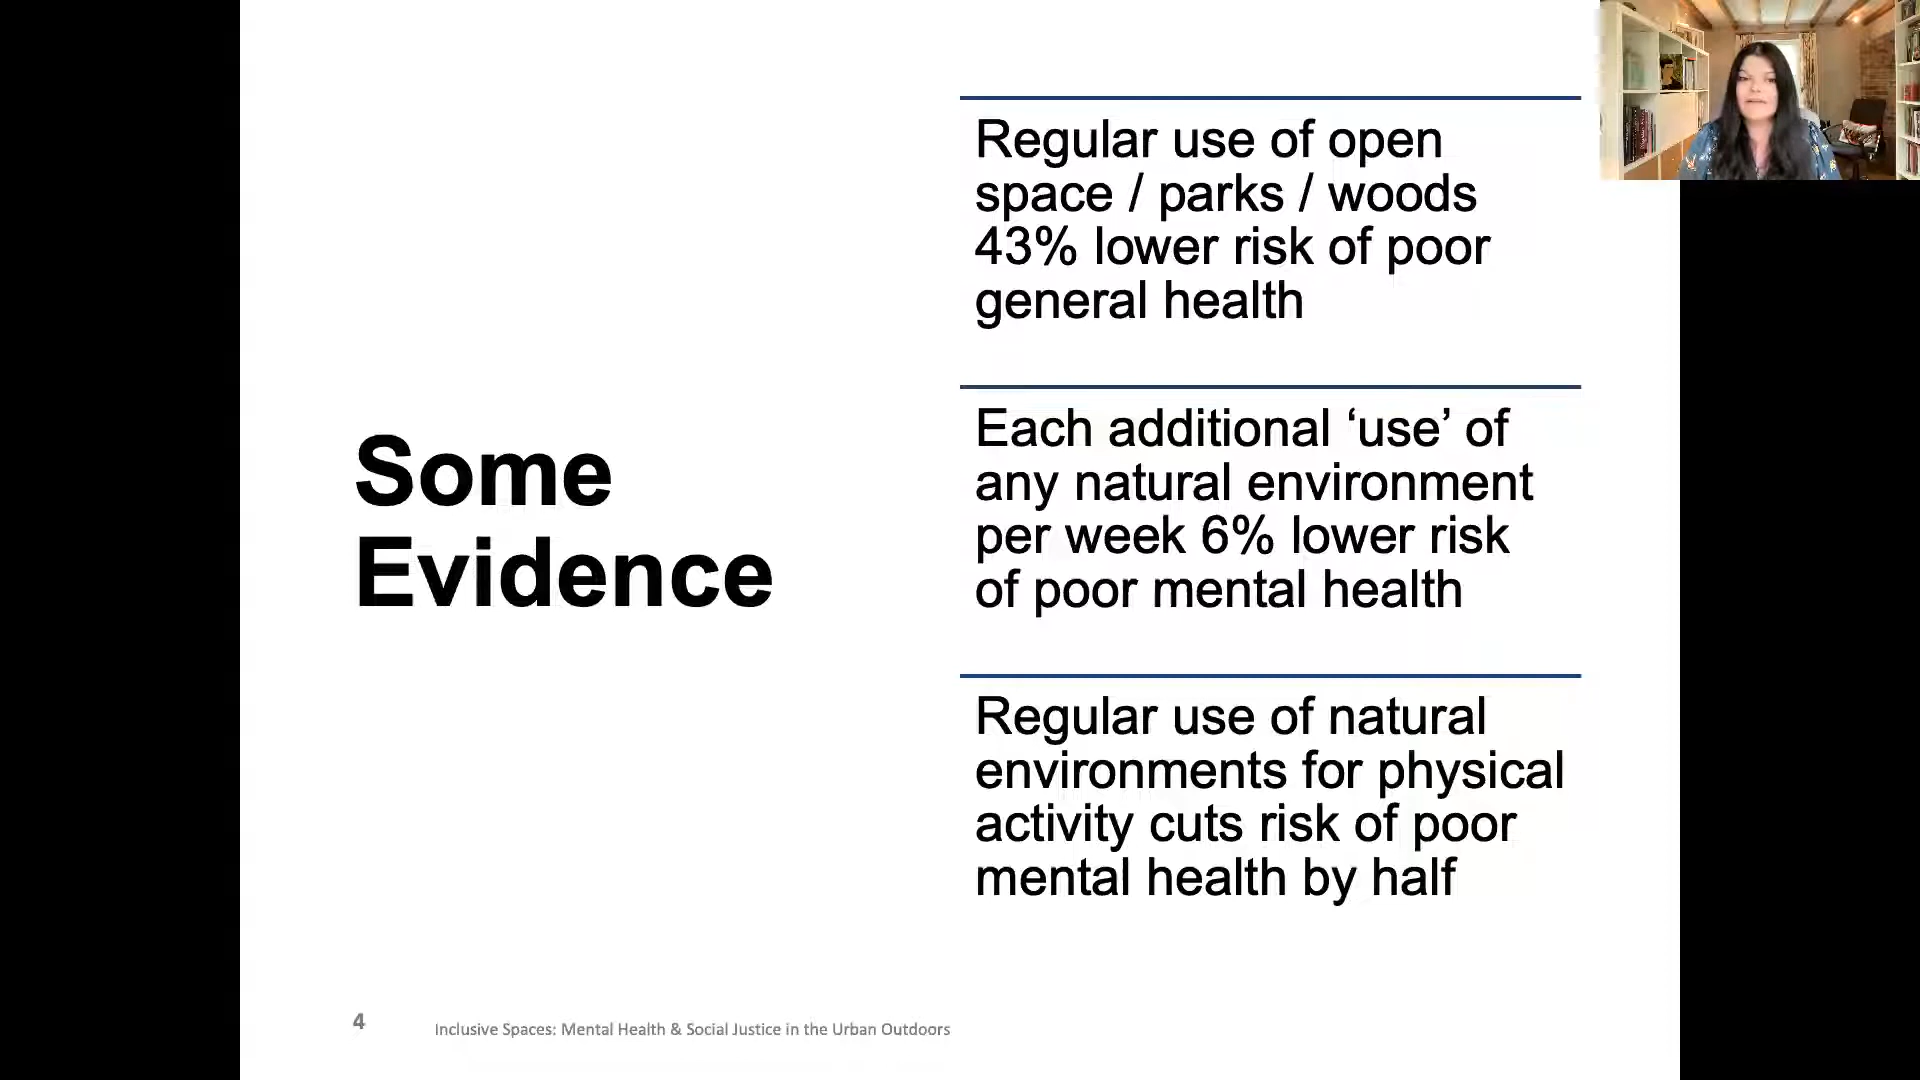 Some
Evidence
Regular use of open
space / parks / woods
43% lower risk of poor
general health
Each additional ‘use’ of
any natural environment
per week 6% lower risk
of poor mental health
Regular use of natural
environments for physical
activity cuts risk of poor
mental health by half
4
Inclusive Spaces: Mental Health & Social Justice in the Urban Outdoors